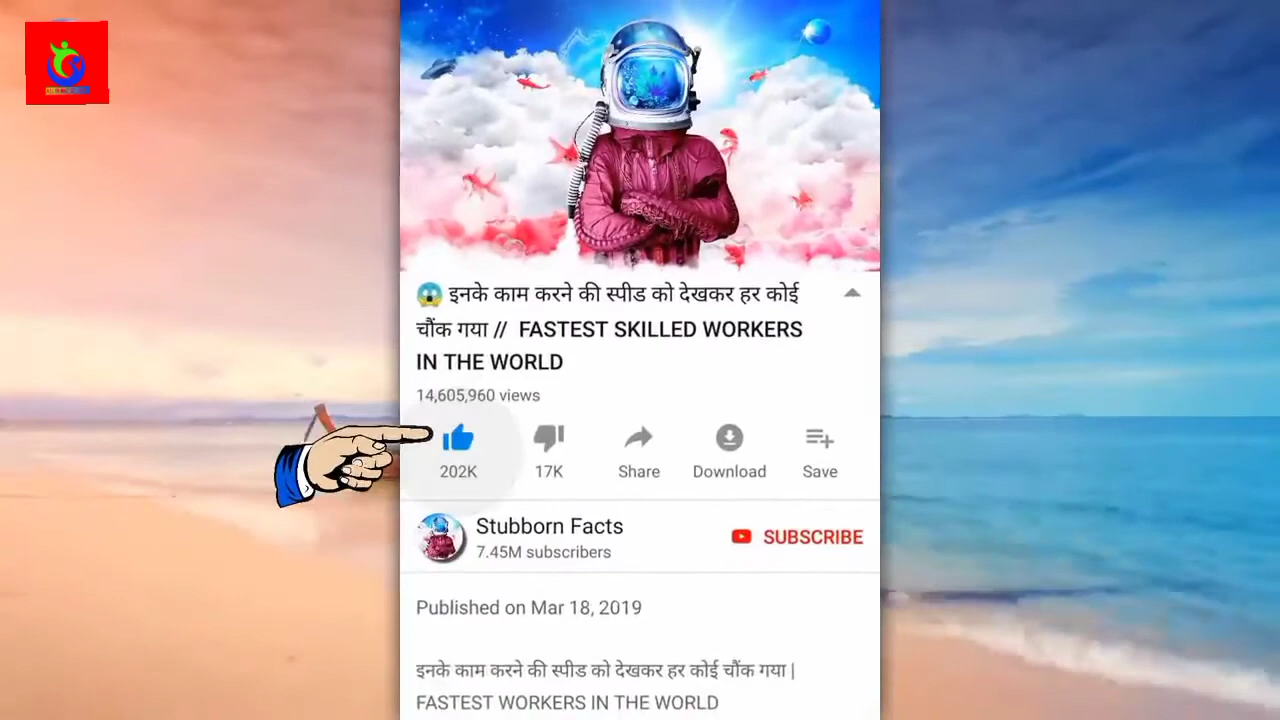 😱 इनके काम करने की स्पीड को देखकर हर कोई
चौंक गया // FASTEST SKILLED WORKERS
IN THE WORLD
14,605,960 views
202K
17K
Share
Download
Save
Stubborn Facts
7.45M subscribers
SUBSCRIBE
Published on Mar 18, 2019
इनके काम करने की स्पीड को देखकर हर कोई चौंक गया |
FASTEST WORKERS IN THE WORLD